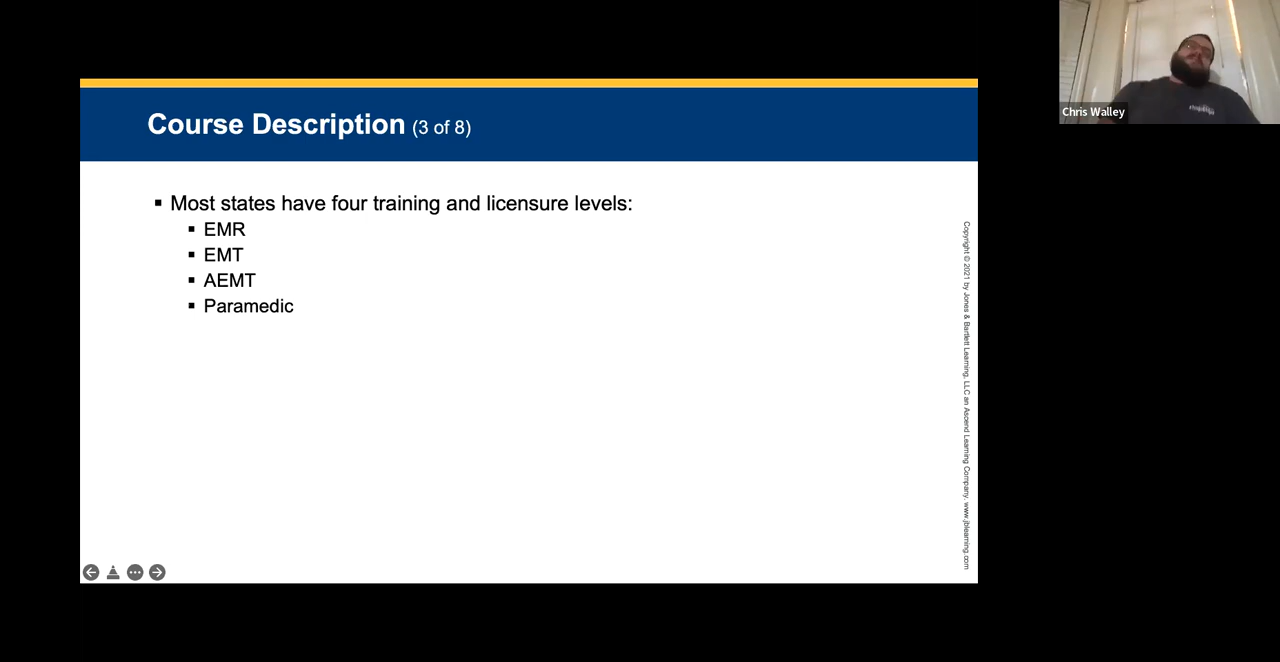 Course Description (3 of 8)
Most states have four training and licensure levels:
EMR
EMT
AEMT
Paramedic
Copyright © 2021 by Jones & Bartlett Learning, LLC an Ascend Learning Company. www.jblearning.com
Chris Walley